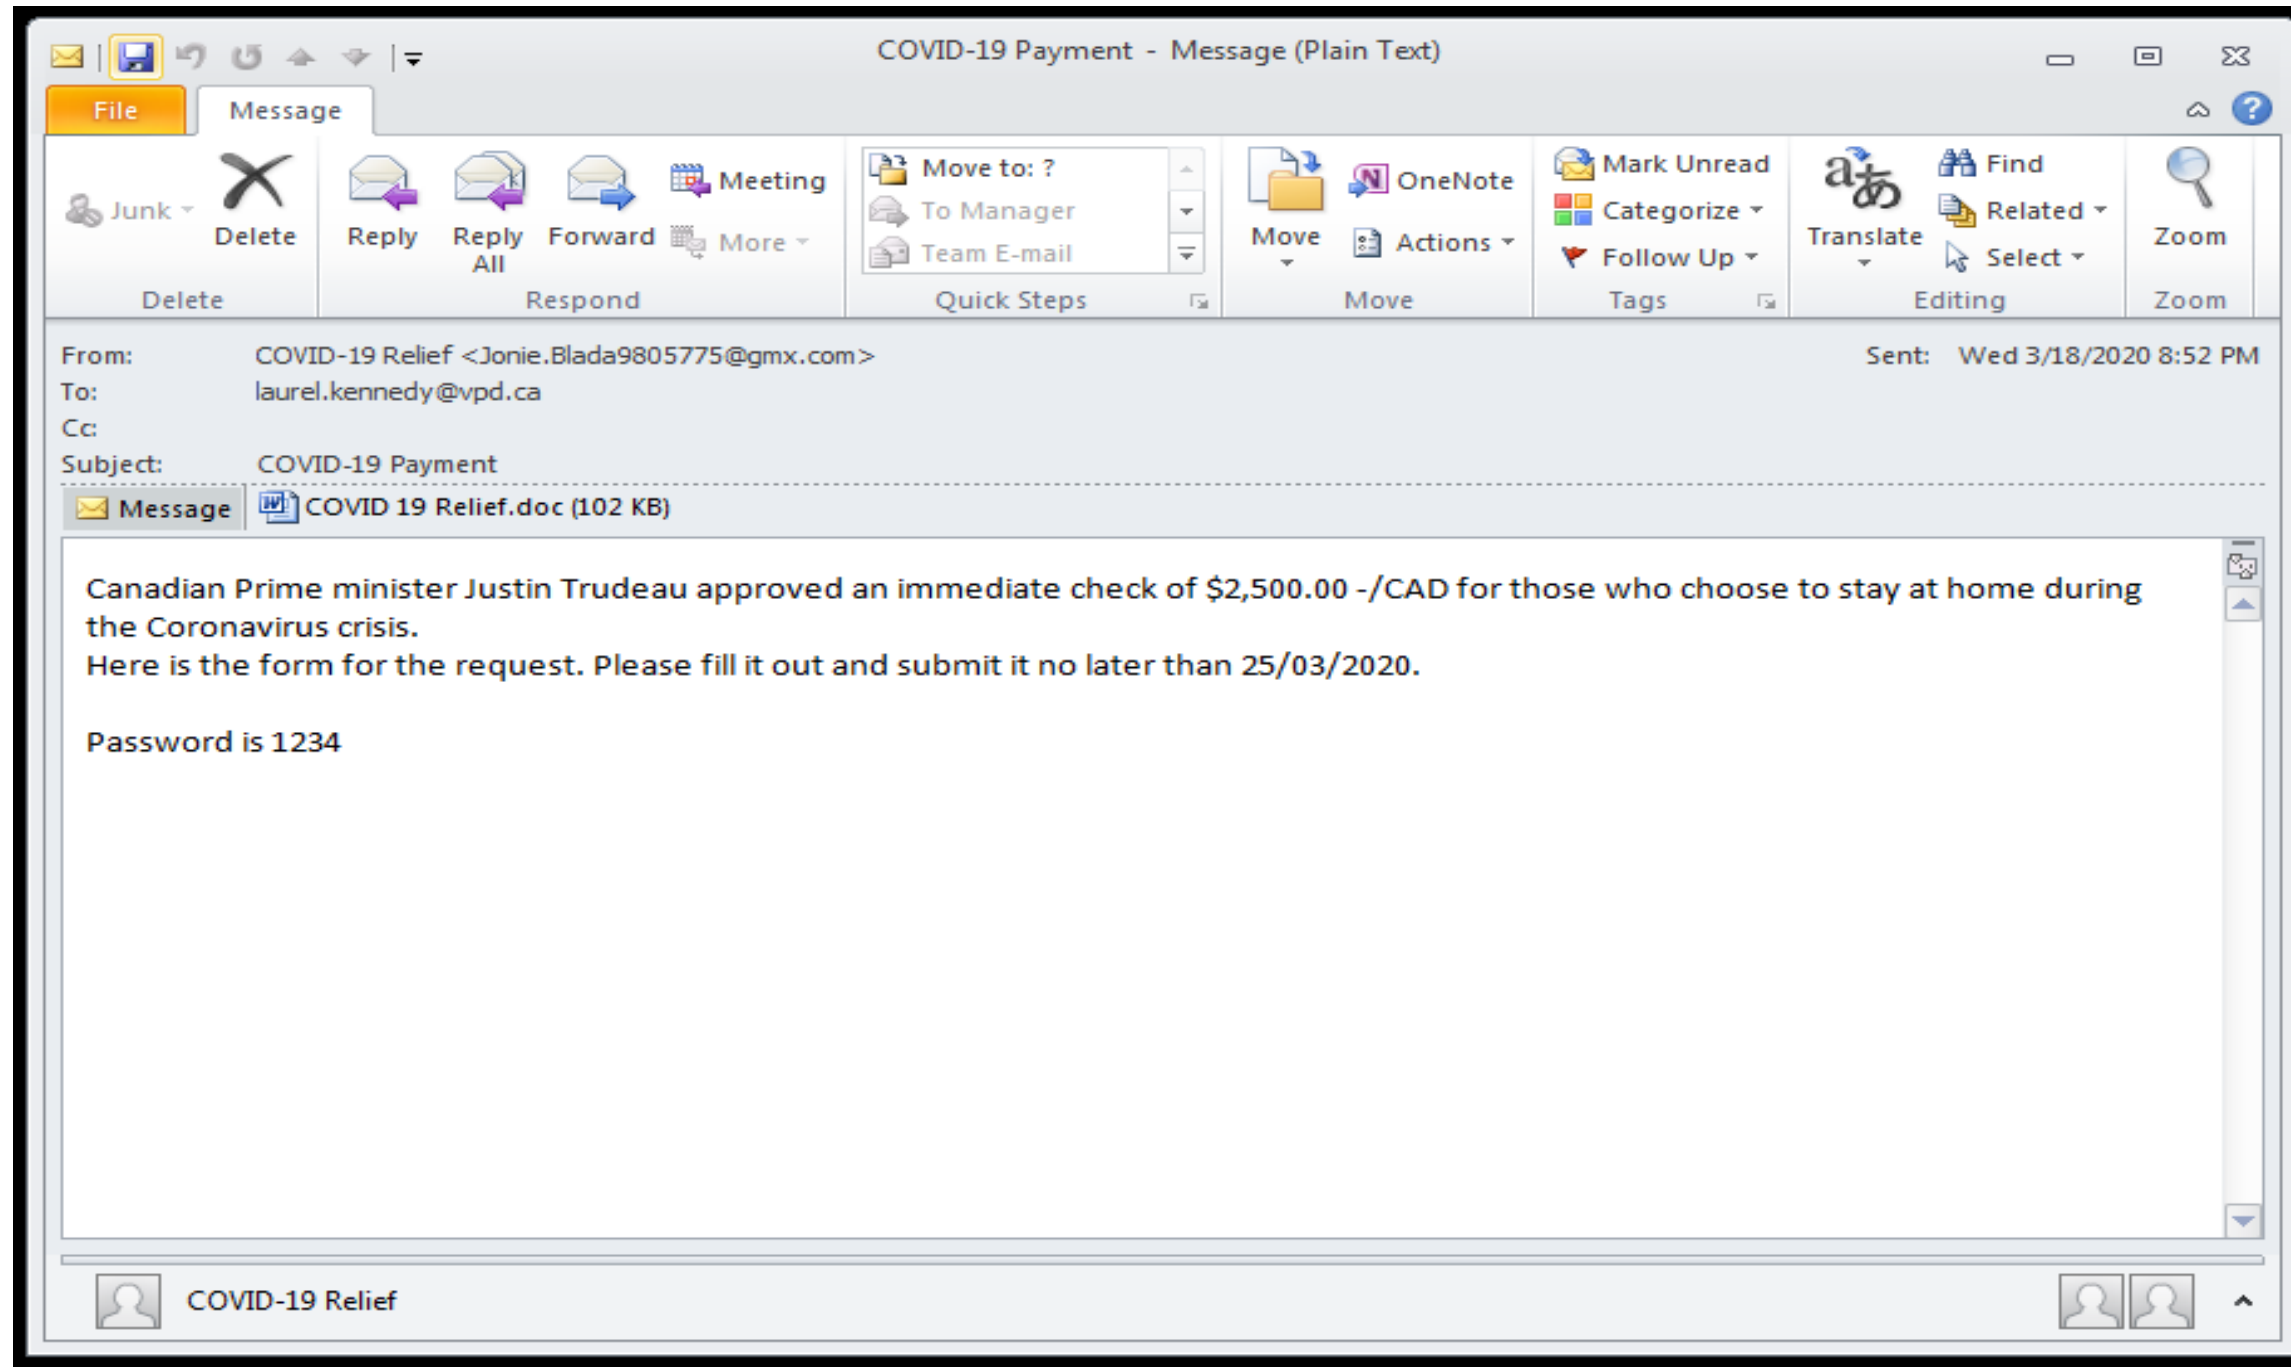 COVID-19 Payment - Message (Plain Text)
File Message
Junk Delete Reply Reply All Forward Meeting More Move to: ? To Manager Team E-mail Move OneNote Actions Mark Unread Categorize Follow Up Translate Find Related Select Zoom
Delete Respond Quick Steps Move Tags Editing Zoom
From: COVID-19 Relief <Jonie.Blada9805775@gmx.com> Sent: Wed 3/18/2020 8:52 PM
To: laurel.kennedy@vpd.ca
Cc:
Subject: COVID-19 Payment
Message COVID 19 Relief.doc (102 KB)
Canadian Prime minister Justin Trudeau approved an immediate check of $2,500.00 -/CAD for those who choose to stay at home during
the Coronavirus crisis.
Here is the form for the request. Please fill it out and submit it no later than 25/03/2020.
Password is 1234
COVID-19 Relief